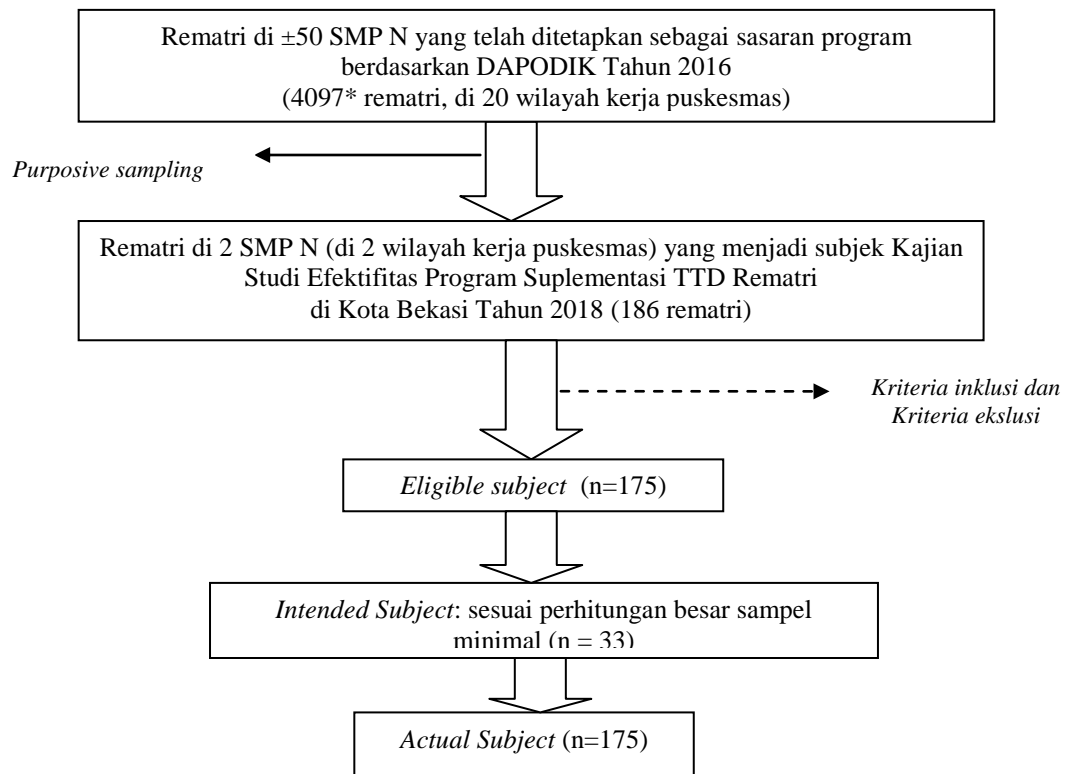 Rematri di ±50 SMP N yang telah ditetapkan sebagai sasaran program
berdasarkan DAPODIK Tahun 2016
(4097* rematri, di 20 wilayah kerja puskesmas)
Purposive sampling
Rematri di 2 SMP N (di 2 wilayah kerja puskesmas) yang menjadi subjek Kajian
Studi Efektifitas Program Suplementasi TTD Rematri
di Kota Bekasi Tahun 2018 (186 rematri)
Kriteria inklusi dan
Kriteria ekslusi
Eligible subject (n=175)
Intended Subject: sesuai perhitungan besar sampel
minimal (n = 33)
Actual Subject (n=175)